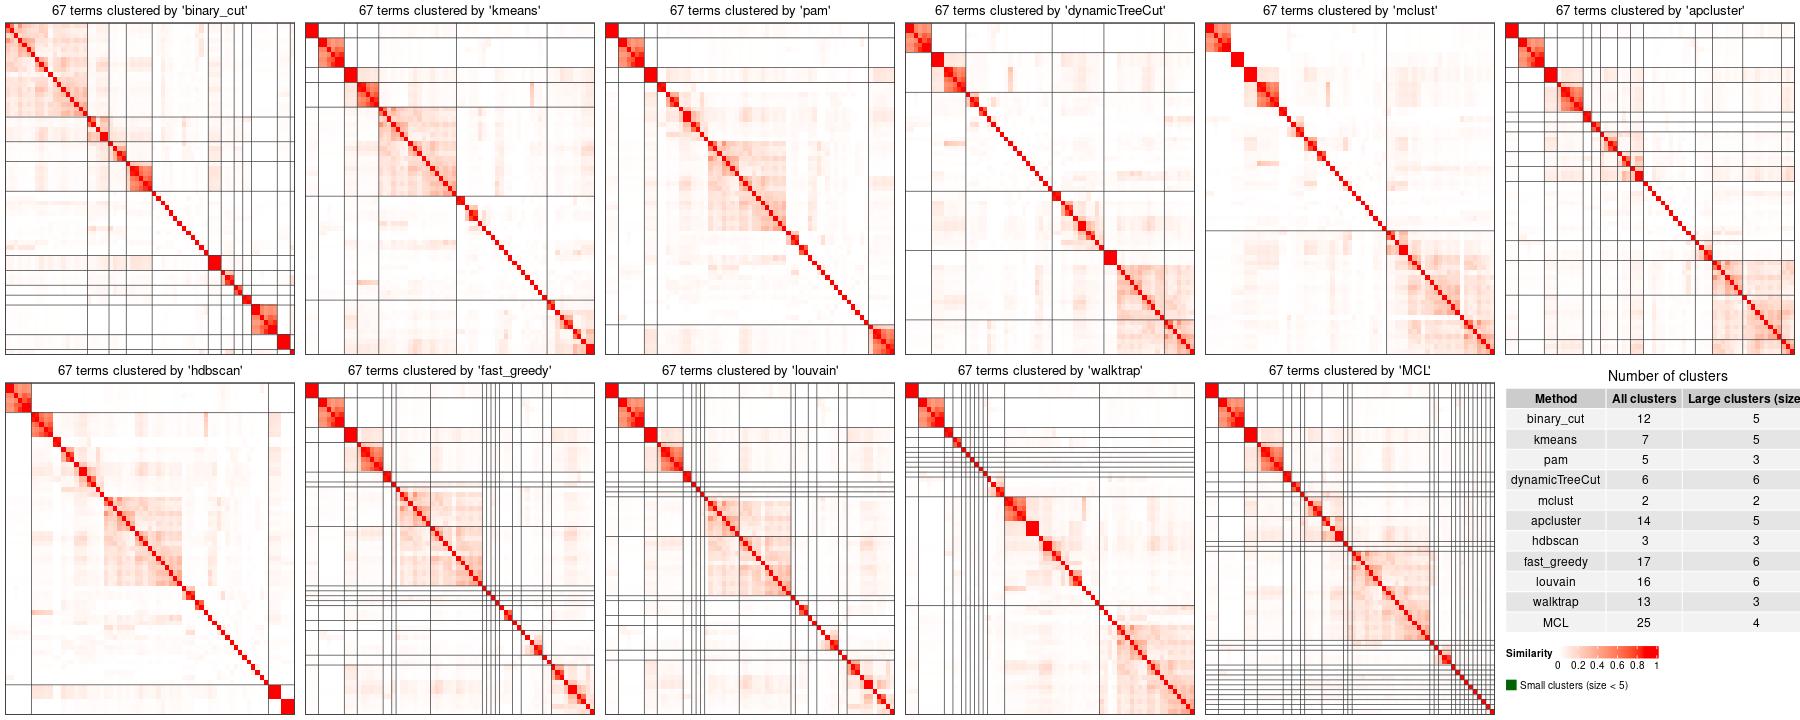 67 terms clustered by 'binary_cut'
67 terms clustered by 'kmeans'
67 terms clustered by 'pam'
67 terms clustered by 'dynamicTreeCut'
67 terms clustered by 'mclust'
67 terms clustered by 'apcluster'
67 terms clustered by 'hdbscan'
67 terms clustered by 'fast_greedy'
67 terms clustered by 'louvain'
67 terms clustered by 'walktrap'
67 terms clustered by 'MCL'
Number of clusters
Method All clusters Large clusters (size
binary_cut 12 5
kmeans 7 5
pam 5 3
dynamicTreeCut 6 6
mclust 2 2
apcluster 14 5
hdbscan 3 3
fast_greedy 17 6
louvain 16 6
walktrap 13 3
MCL 25 4
Similarity
0 0.2 0.4 0.6 0.8 1
Small clusters (size < 5)